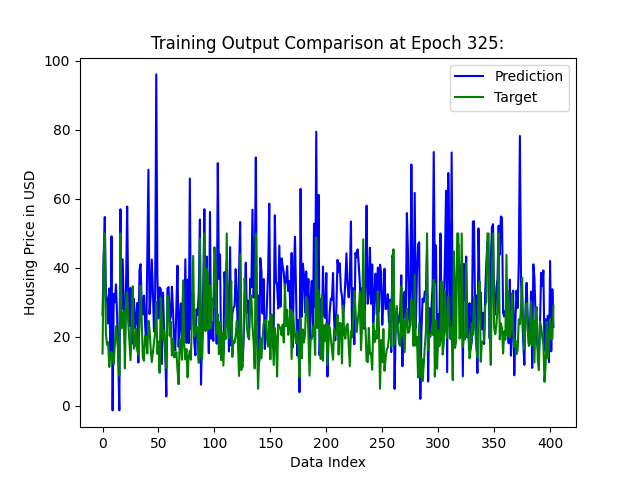 Training Output Comparison at Epoch 325:
Prediction
Target
Housing Price in USD
100
80
60
40
20
0
0 50 100 150 200 250 300 350 400
Data Index